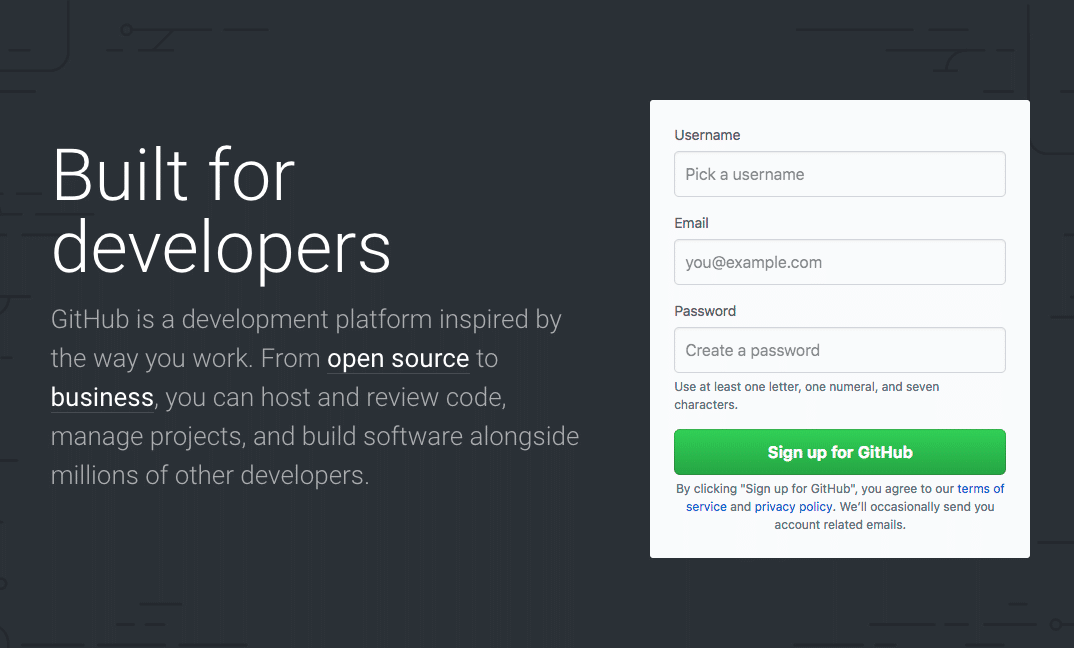 Built for
developers
GitHub is a development platform inspired by
the way you work. From open source to
business, you can host and review code,
manage projects, and build software alongside
millions of other developers.
Username
Pick a username
Email
you@example.com
Password
Create a password
Use at least one letter, one numeral, and seven
characters.
Sign up for GitHub
By clicking "Sign up for GitHub", you agree to our terms of
service and privacy policy. We’ll occasionally send you
account related emails.